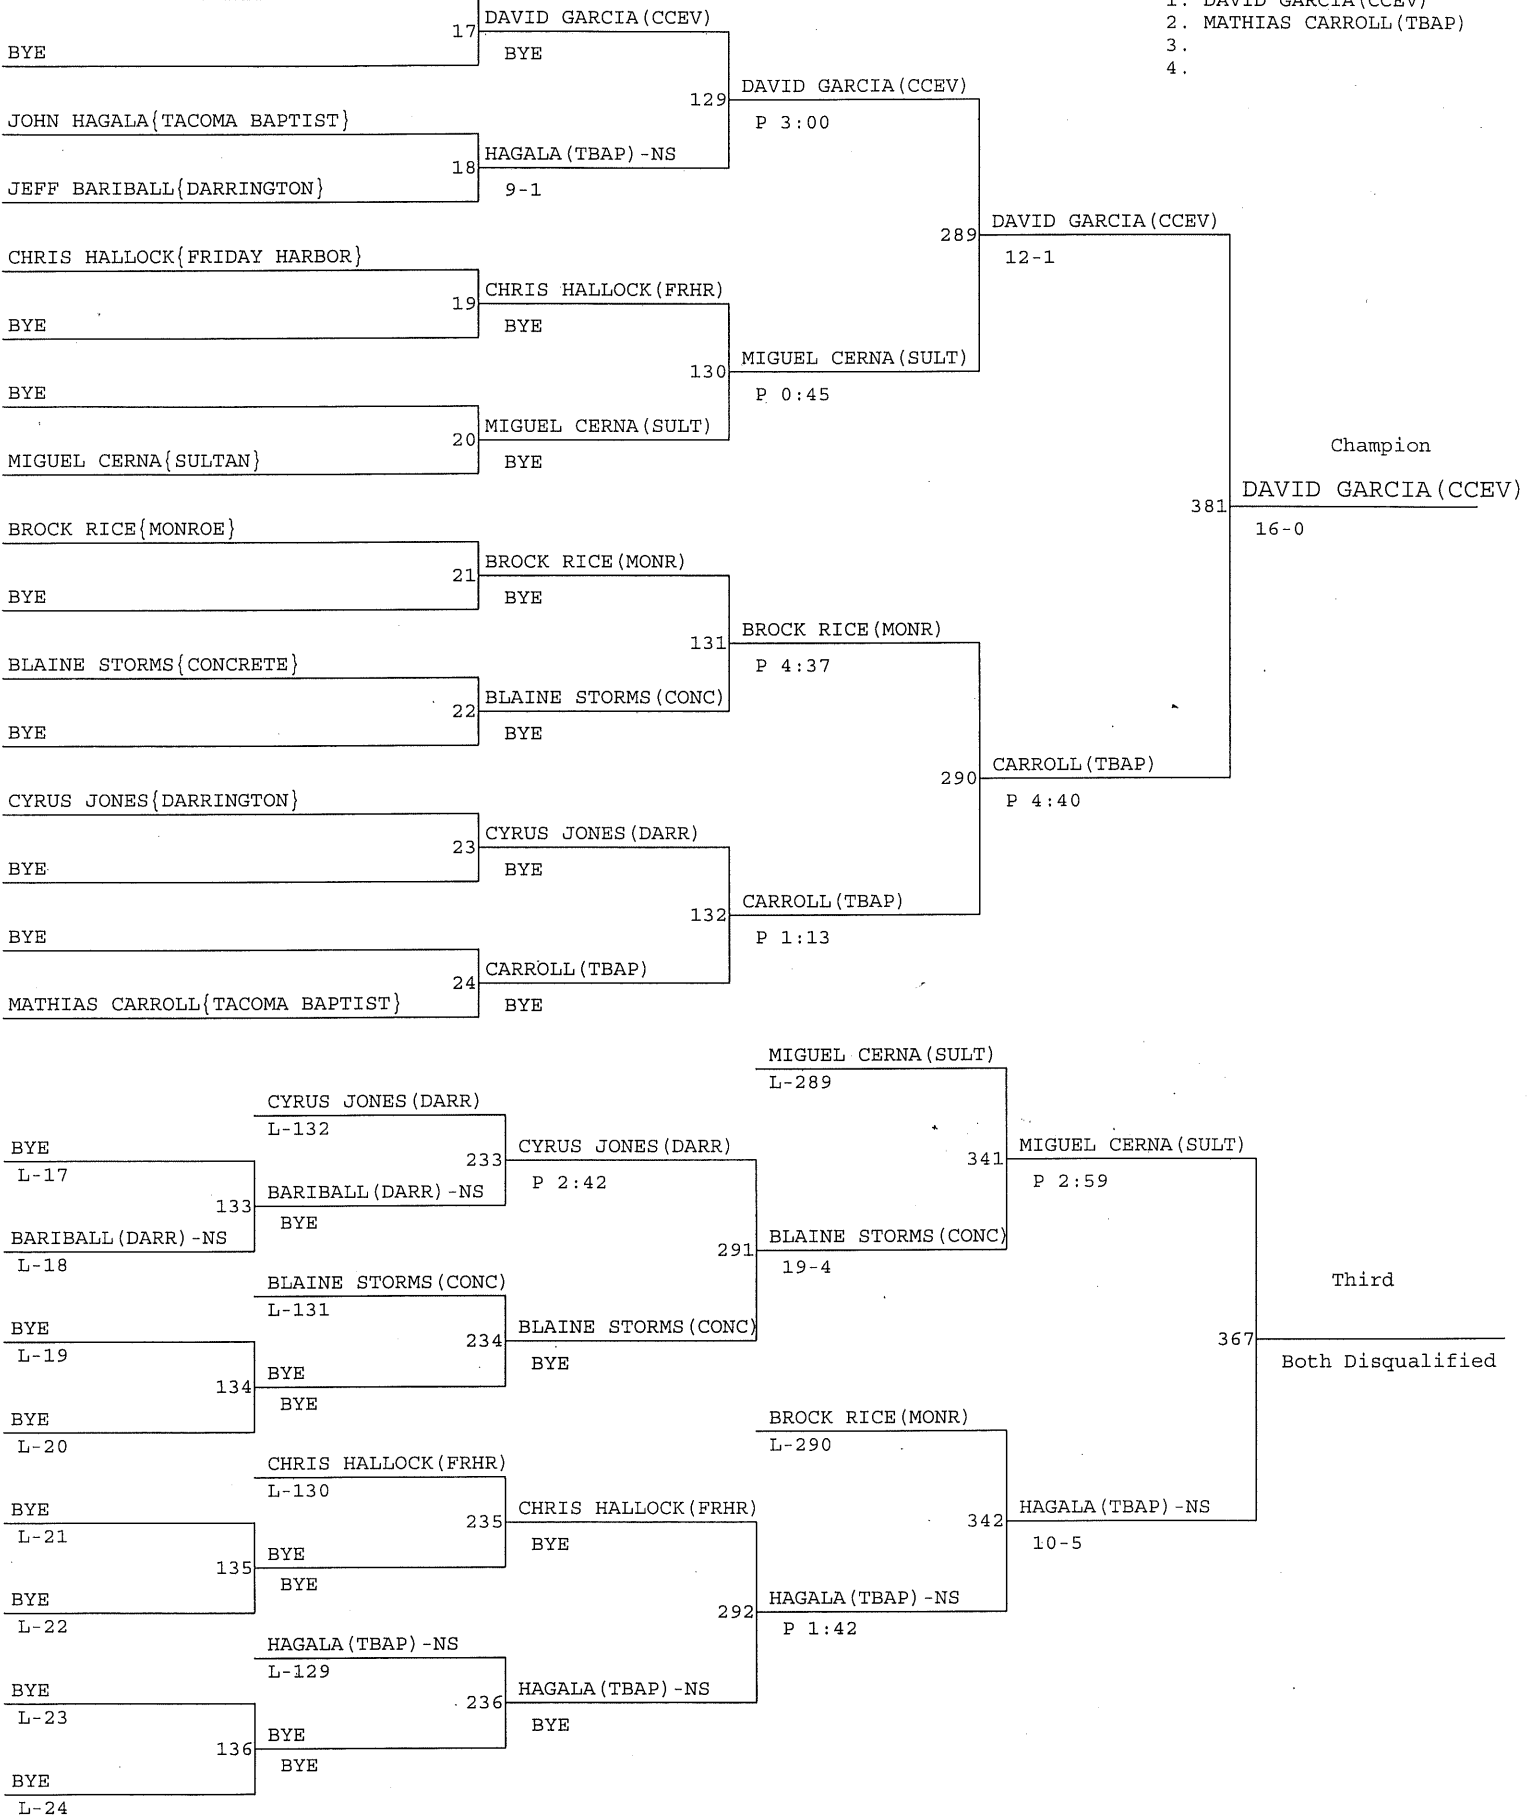 1. DAVID GARCIA(CCEV)
2. MATHIAS CARROLL(TBAP)
3.
4.
DAVID GARCIA(CCEV)
17
BYE
BYE
DAVID GARCIA(CCEV)
129
P 3:00
JOHN HAGALA{TACOMA BAPTIST}
HAGALA(TBAP)-NS
18
JEFF BARIBALL{DARRINGTON}
9-1
DAVID GARCIA(CCEV)
289
12-1
CHRIS HALLOCK{FRIDAY HARBOR}
CHRIS HALLOCK(FRHR)
19
BYE
BYE
MIGUEL CERNA(SULT)
130
P 0:45
BYE
MIGUEL CERNA(SULT)
20
MIGUEL CERNA{SULTAN}
BYE
Champion
DAVID GARCIA(CCEV)
381
16-0
BROCK RICE{MONROE}
BROCK RICE(MONR)
21
BYE
BYE
BROCK RICE(MONR)
131
P 4:37
BLAINE STORMS{CONCRETE}
BLAINE STORMS(CONC)
22
BYE
BYE
CARROLL(TBAP)
290
P 4:40
CYRUS JONES{DARRINGTON}
CYRUS JONES(DARR)
23
BYE
BYE
CARROLL(TBAP)
132
P 1:13
BYE
CARROLL(TBAP)
24
MATHIAS CARROLL{TACOMA BAPTIST}
BYE
MIGUEL CERNA(SULT)
L-289
CYRUS JONES(DARR)
L-132
BYE
L-17
CYRUS JONES(DARR)
233
P 2:42
MIGUEL CERNA(SULT)
341
P 2:59
BARIBALL(DARR)-NS
133
BYE
BARIBALL(DARR)-NS
L-18
BLAINE STORMS(CONC)
291
19-4
BLAINE STORMS(CONC)
L-131
Third
BYE
L-19
BLAINE STORMS(CONC)
234
BYE
367
Both Disqualified
BYE
134
BYE
BYE
L-20
BROCK RICE(MONR)
L-290
CHRIS HALLOCK(FRHR)
L-130
BYE
L-21
CHRIS HALLOCK(FRHR)
235
BYE
HAGALA(TBAP)-NS
342
10-5
BYE
135
BYE
BYE
L-22
HAGALA(TBAP)-NS
292
P 1:42
HAGALA(TBAP)-NS
L-129
BYE
L-23
HAGALA(TBAP)-NS
236
BYE
BYE
136
BYE
BYE
L-24